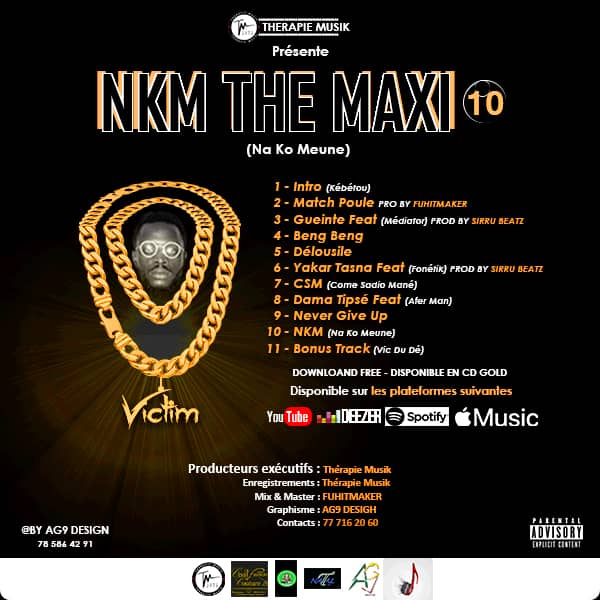 THERAPIE MUSIK
Présente
NKM THE MAXI 10
(Na Ko Meune)
1 - Intro (Kébétou)
2 - Match Poule PRO BY FUHITMAKER
3 - Gueinte Feat (Médiator) PROD BY SIRRU BEATZ
4 - Beng Beng
5 - Délousile
6 - Yakar Tasna Feat (Fonétik) PROD BY SIRRU BEATZ
7 - CSM (Come Sadio Mané)
8 - Dama Tipsé Feat (Afer Man)
9 - Never Give Up
10 - NKM (Na Ko Meune)
11 - Bonus Track (Vic Du Dé)
DOWNLOAND FREE - DISPONIBLE EN CD GOLD
Disponible sur les plateformes suivantes
YouTube DEEZER Spotify Music
Victim
Producteurs exécutifs : Thérapie Musik
Enregistrements : Thérapie Musik
Mix & Master : FUHITMAKER
Graphisme : AG9 DESIGH
Contacts : 77 716 20 60
@BY AG9 DESIGN
78 586 42 91
PARENTAL
ADVISORY
EXPLICIT CONTENT